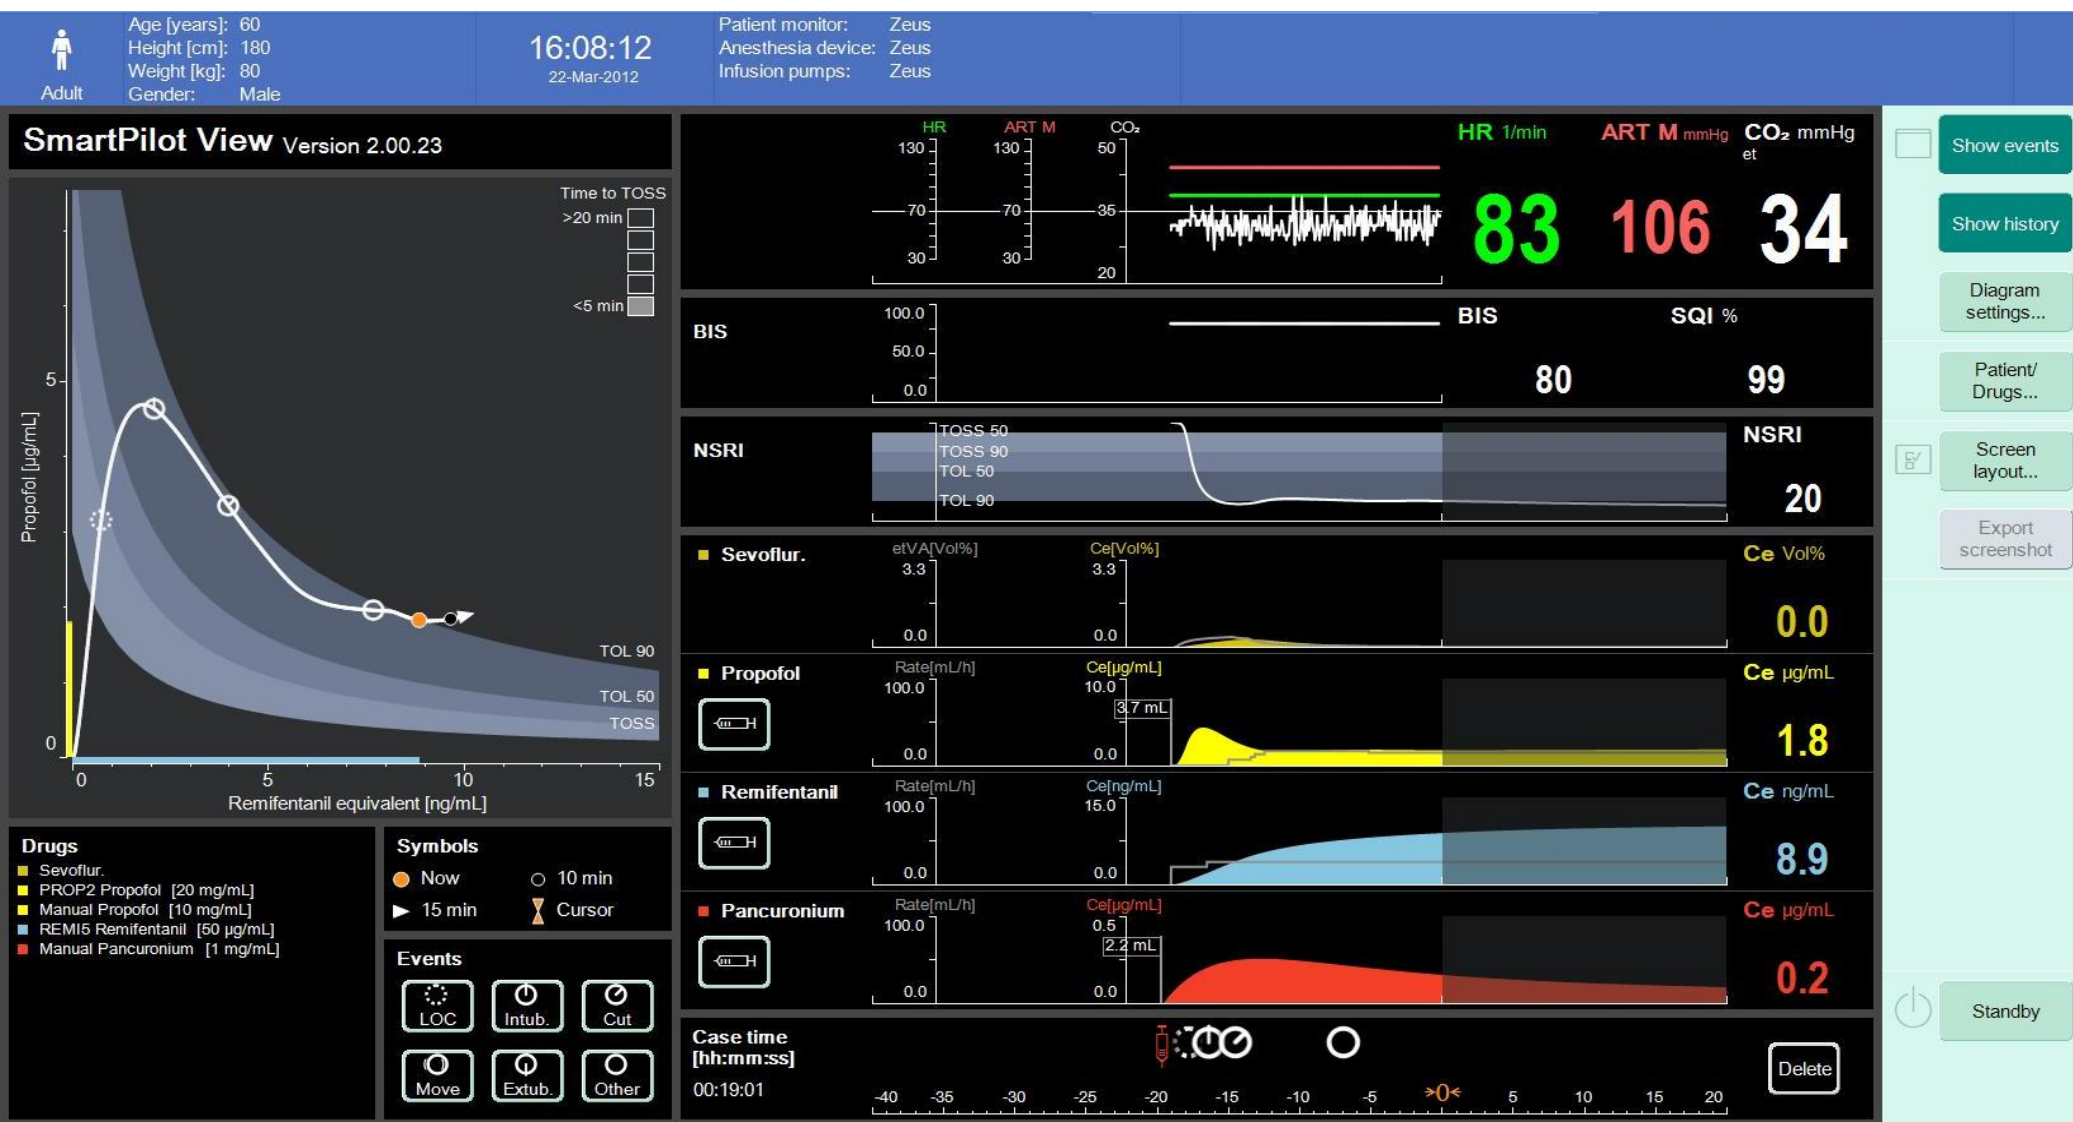 Age [years]: 60
Height [cm]: 180
Weight [kg]: 80
Gender: Male
Adult
16:08:12
22-Mar-2012
Patient monitor: Zeus
Anesthesia device: Zeus
Infusion pumps: Zeus
SmartPilot View Version 2.00.23
Time to TOSS
>20 min
<5 min
5
0
Propofol [µg/mL]
TOL 90
TOL 50
TOSS
0 5 10 15
Remifentanil equivalent [ng/mL]
Drugs
Sevoflur.
PROP2 Propofol [20 mg/mL]
Manual Propofol [10 mg/mL]
REMI5 Remifentanil [50 µg/mL]
Manual Pancuronium [1 mg/mL]
Symbols
Now
10 min
15 min
Cursor
Events
LOC
Intub.
Cut
Move
Extub.
Other
HR ART M CO₂
130 130 50
70 70 35
30 30 20
HR 1/min ART M mmHg CO₂ mmHg
et
83 106 34
BIS
100.0
50.0
0.0
BIS SQI %
80 99
NSRI
TOSS 50
TOSS 90
TOL 50
TOL 90
NSRI
20
Sevoflur.
etVA[Vol%] Ce[Vol%]
3.3 3.3
0.0 0.0
Ce Vol%
0.0
Propofol
Rate[mL/h] Ce[µg/mL]
100.0 10.0
3.7 mL
0.0 0.0
Ce µg/mL
1.8
Remifentanil
Rate[mL/h] Ce[ng/mL]
100.0 15.0
0.0 0.0
Ce ng/mL
8.9
Pancuronium
Rate[mL/h] Ce[µg/mL]
100.0 0.5
2.2 mL
0.0 0.0
Ce µg/mL
0.2
Case time
[hh:mm:ss]
00:19:01
-40 -35 -30 -25 -20 -15 -10 -5 >0< 5 10 15 20
Delete
Show events
Show history
Diagram
settings...
Patient/
Drugs...
Screen
layout...
Export
screenshot
Standby